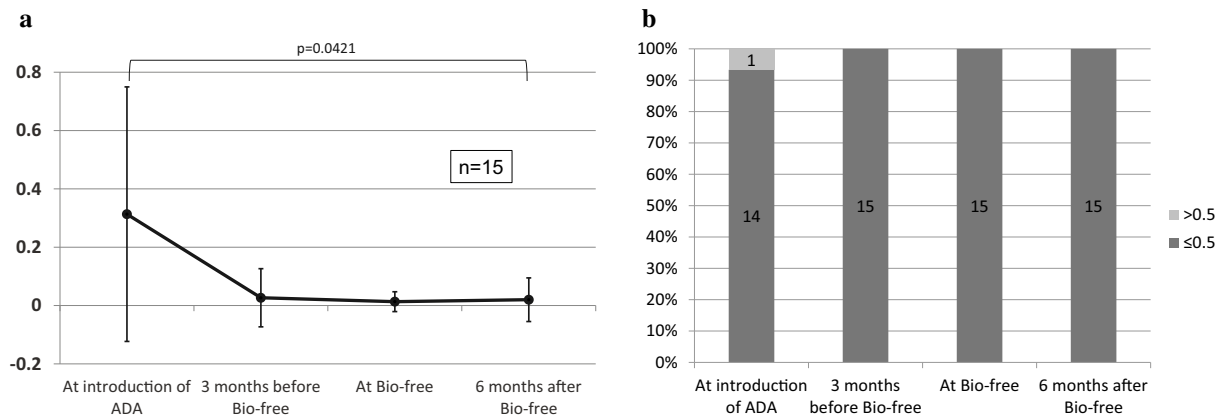 a
p=0.0421
0.8
0.6
0.4
0.2
0
-0.2
n=15
At introduction of
ADA
3 months before
Bio-free
At Bio-free
6 months after
Bio-free
b
100%
90%
80%
70%
60%
50%
40%
30%
20%
10%
0%
1
14
15
15
15
At introduction
of ADA
3 months
before Bio-free
At Bio-free
6 months after
Bio-free
>0.5
≤0.5